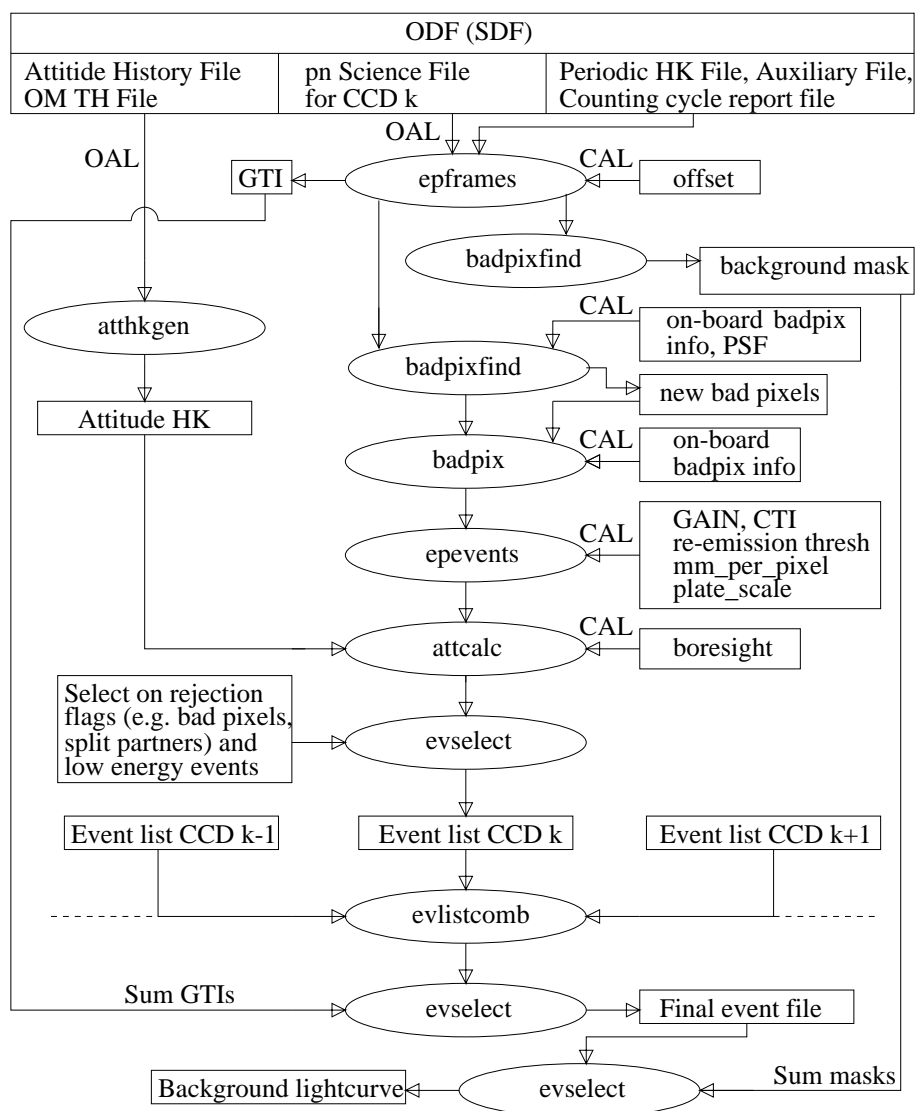 ODF (SDF)
Attitide History File
OM TH File
pn Science File
for CCD k
Periodic HK File, Auxiliary File,
Counting cycle report file
OAL
OAL
GTI
epframes
CAL
offset
badpixfind
background mask
atthkgen
CAL
on-board badpix
info, PSF
badpixfind
new bad pixels
Attitude HK
badpix
CAL
on-board
badpix info
epevents
CAL
GAIN, CTI
re-emission thresh
mm_per_pixel
plate_scale
attcalc
CAL
boresight
Select on rejection
flags (e.g. bad pixels,
split partners) and
low energy events
evselect
Event list CCD k-1
Event list CCD k
Event list CCD k+1
evlistcomb
Sum GTIs
evselect
Final event file
Background lightcurve
evselect
Sum masks